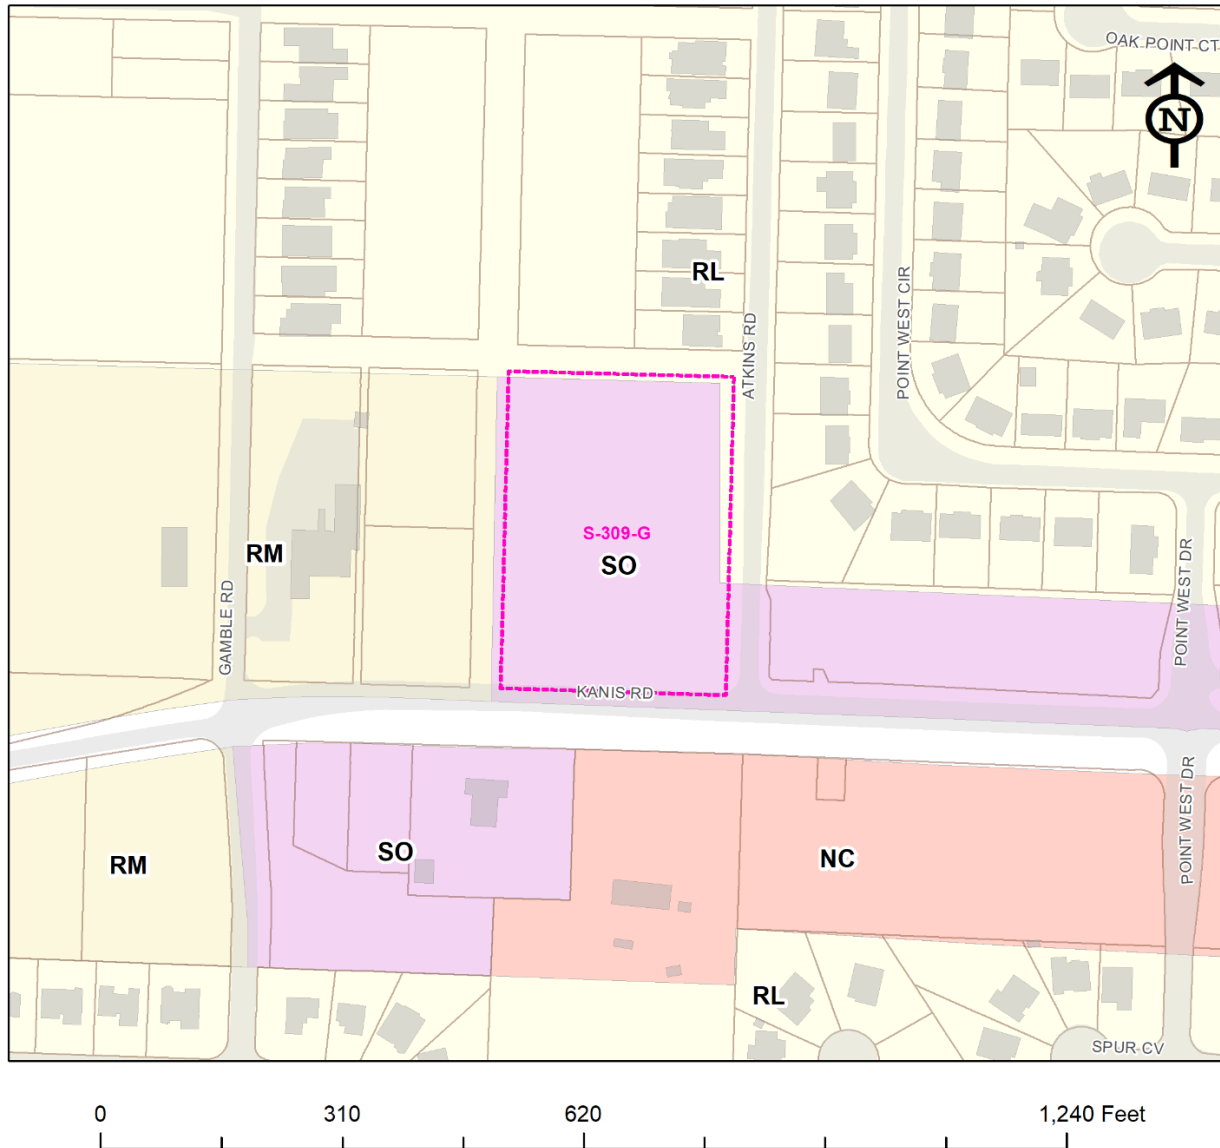 OAK POINT CT
N
RL
ATKINS RD
POINT WEST CIR
S-309-G
SO
RM
GAMBLE RD
POINT WEST DR
KANIS RD
POINT WEST DR
SO
NC
RM
RL
SPUR CV
0 310 620 1,240 Feet